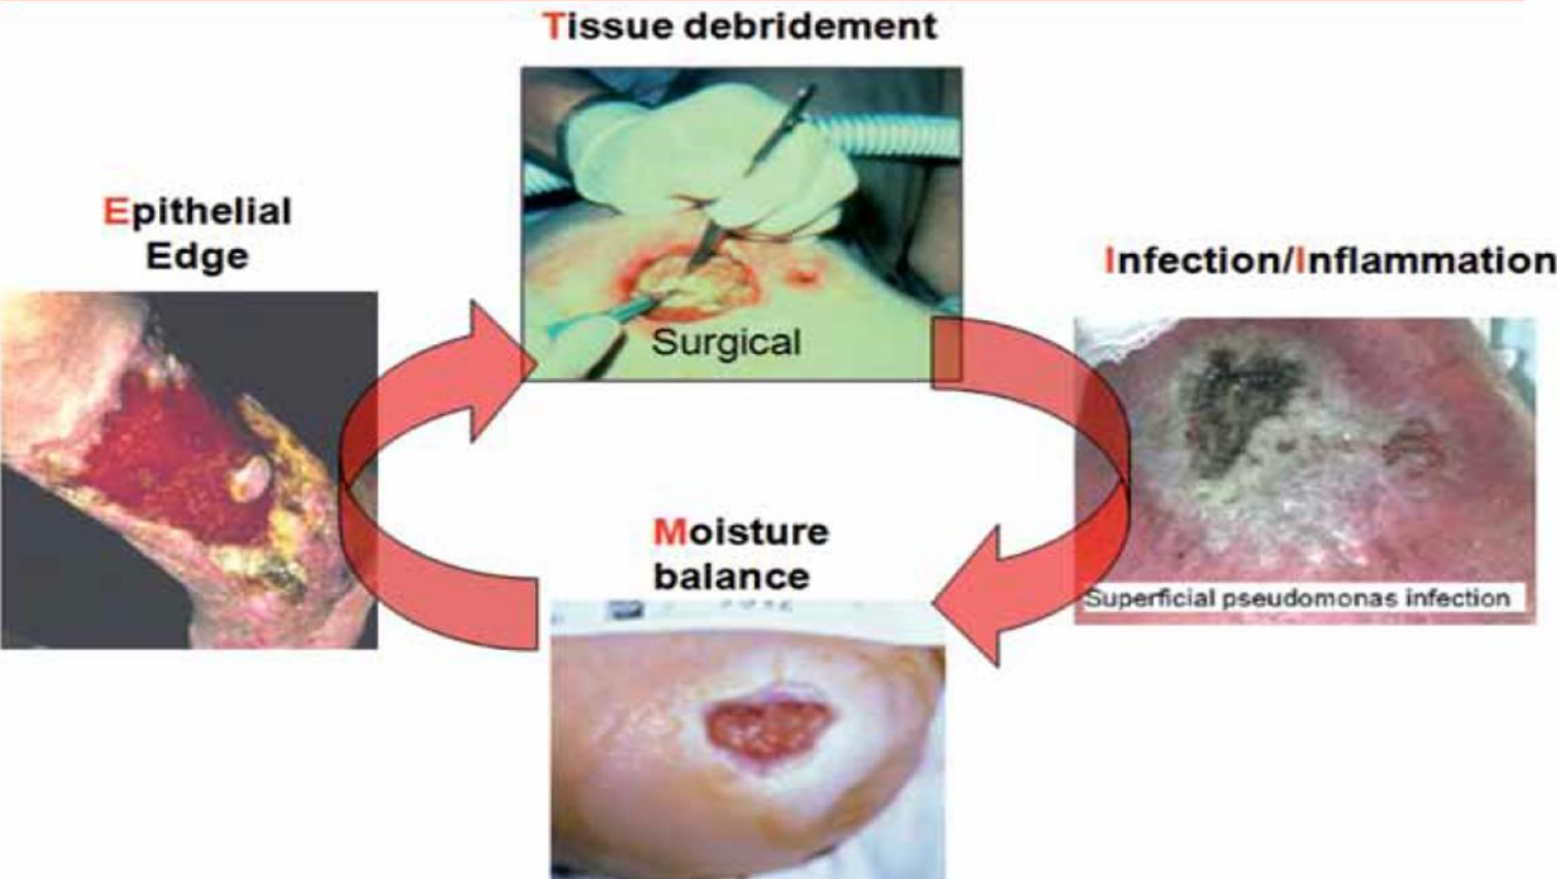 Tissue debridement
Surgical
Epithelial
Edge
Infection/Inflammation
Superficial pseudomonas infection
Moisture
balance